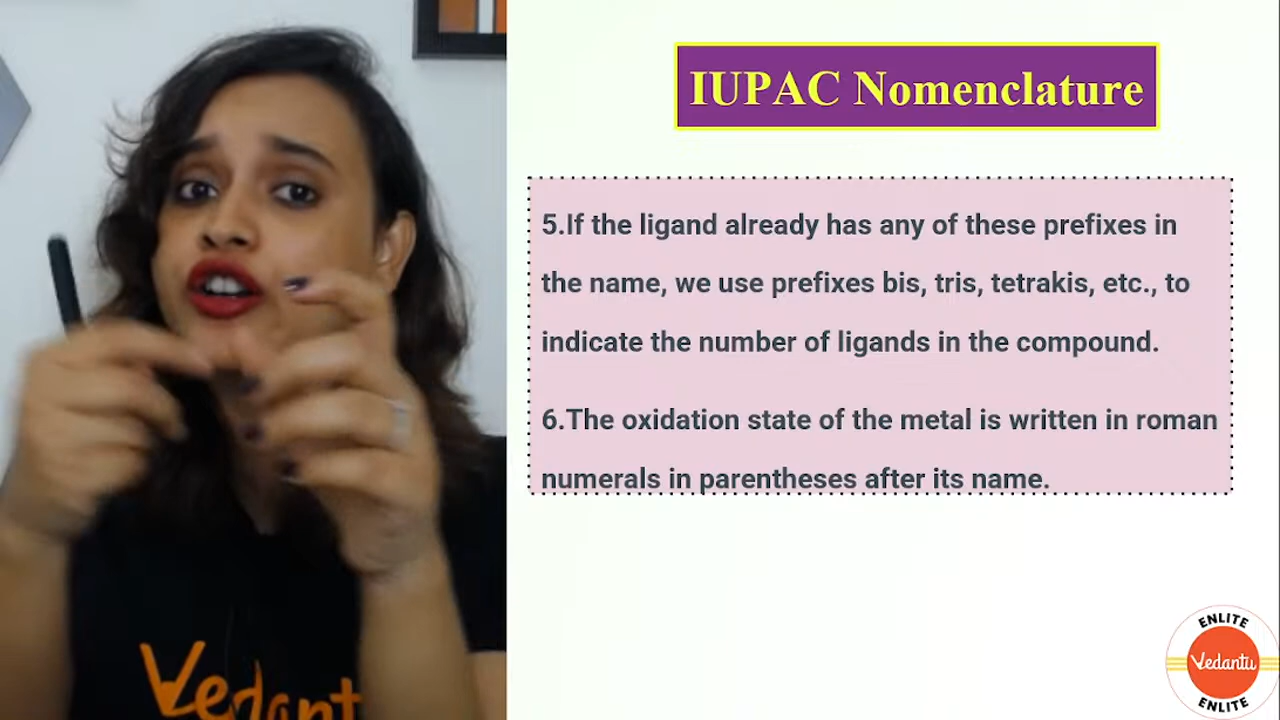 IUPAC Nomenclature
5.If the ligand already has any of these prefixes in
the name, we use prefixes bis, tris, tetrakis, etc., to
indicate the number of ligands in the compound.
6.The oxidation state of the metal is written in roman
numerals in parentheses after its name.
Vedant
ENLITE
Vedantu
ENLITE